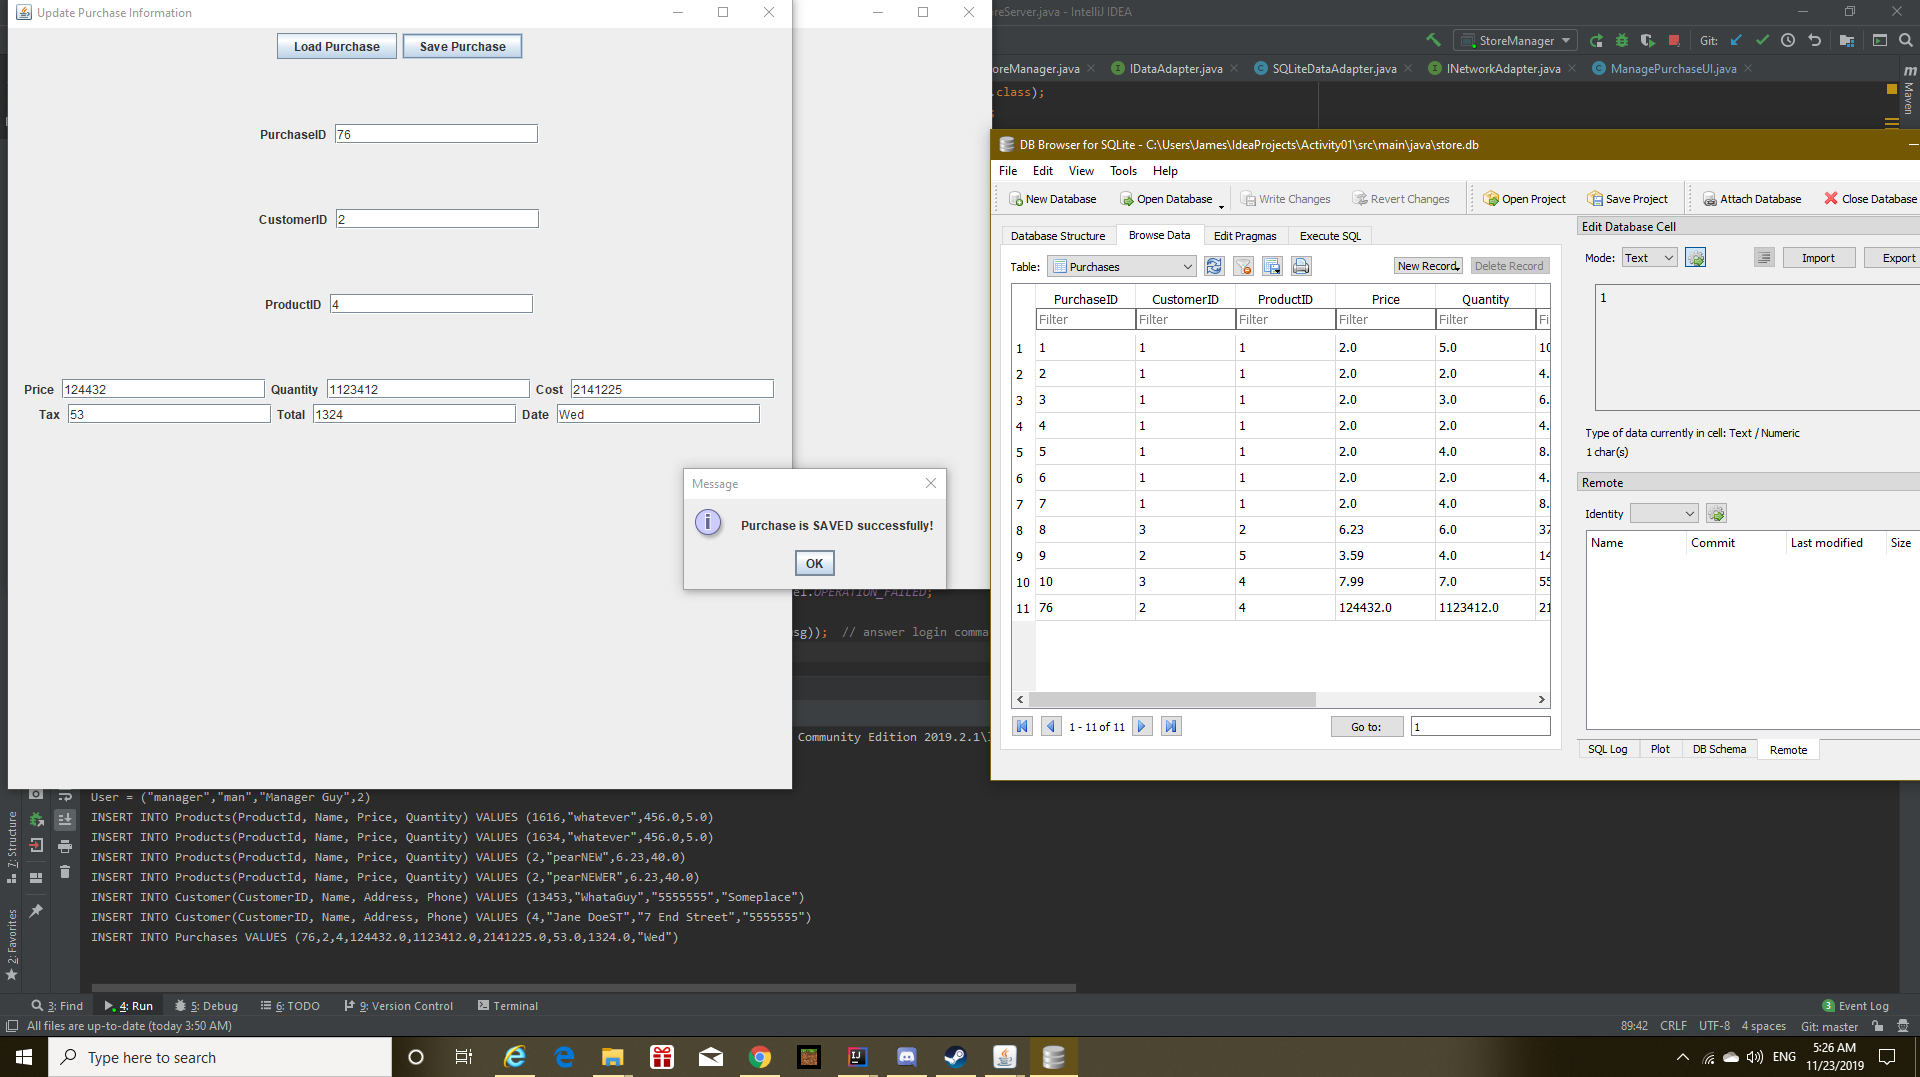 Update Purchase Information
Load Purchase
Save Purchase
PurchaseID 76
CustomerID 2
ProductID 4
Price 124432 Quantity 1123412 Cost 2141225
Tax 53 Total 1324 Date Wed
Message
Purchase is SAVED successfully!
OK
oreServer.java - IntelliJ IDEA
StoreManager
Git:
oreManager.java
IDataAdapter.java
SQLiteDataAdapter.java
INetworkAdapter.java
ManagePurchaseUI.java
Maven
.class);
DB Browser for SQLite - C:\Users\James\IdeaProjects\Activity01\src\main\java\store.db
File Edit View Tools Help
New Database Open Database Write Changes Revert Changes Open Project Save Project Attach Database Close Database
Database Structure Browse Data Edit Pragmas Execute SQL
Table: Purchases New Record Delete Record
PurchaseID CustomerID ProductID Price Quantity
Filter Filter Filter Filter Filter Fi
1 1 1 1 2.0 5.0 10
2 2 1 1 2.0 2.0 4.
3 3 1 1 2.0 3.0 6.
4 4 1 1 2.0 2.0 4.
5 5 1 1 2.0 4.0 8.
6 6 1 1 2.0 2.0 4.
7 7 1 1 2.0 4.0 8.
8 8 3 2 6.23 6.0 37
9 9 2 5 3.59 4.0 14
10 10 3 4 7.99 7.0 55
11 76 2 4 124432.0 1123412.0 21
1 - 11 of 11 Go to: 1
Edit Database Cell
Mode: Text Import Export
1
Type of data currently in cell: Text / Numeric
1 char(s)
Remote
Identity
Name Commit Last modified Size
SQL Log Plot DB Schema Remote
el.OPERATION_FAILED;
sg)); // answer login comma
Community Edition 2019.2.1\
User = ("manager","man","Manager Guy",2)
INSERT INTO Products(ProductId, Name, Price, Quantity) VALUES (1616,"whatever",456.0,5.0)
INSERT INTO Products(ProductId, Name, Price, Quantity) VALUES (1634,"whatever",456.0,5.0)
INSERT INTO Products(ProductId, Name, Price, Quantity) VALUES (2,"pearNEW",6.23,40.0)
INSERT INTO Products(ProductId, Name, Price, Quantity) VALUES (2,"pearNEWER",6.23,40.0)
INSERT INTO Customer(CustomerID, Name, Address, Phone) VALUES (13453,"WhataGuy","5555555","Someplace")
INSERT INTO Customer(CustomerID, Name, Address, Phone) VALUES (4,"Jane DoeST","7 End Street","5555555")
INSERT INTO Purchases VALUES (76,2,4,124432.0,1123412.0,2141225.0,53.0,1324.0,"Wed")
7: Structure
2: Favorites
3: Find 4: Run 5: Debug 6: TODO 9: Version Control Terminal 3 Event Log
All files are up-to-date (today 3:50 AM) 89:42 CRLF UTF-8 4 spaces Git: master
Type here to search
ENG
5:26 AM
11/23/2019